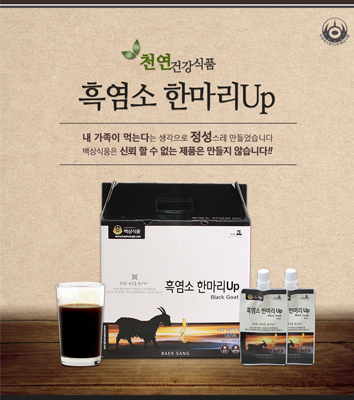 천연건강식품
흑염소 한마리Up
내 가족이 먹는다는 생각으로 정성스레 만들었습니다
백상식품은 신뢰 할 수 없는 제품은 만들지 않습니다!!
백상식품
흑염소 한마리Up
Black Goat
BAEK SANG
흑염소 한마리Up
Black Goat